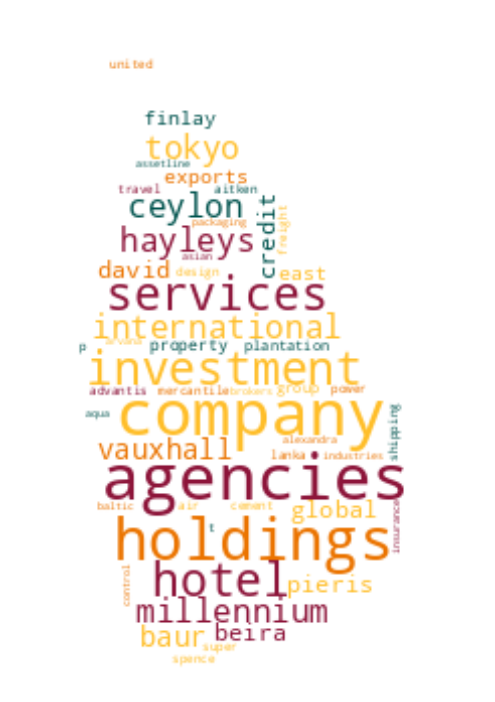 united
finlay
tokyo
assetline
exports
travel aitken
ceylon credit
packaging freight
hayleys
asian
david design east
services
international
arvana
p property plantation
investment
advantis mercantile brokers group power
company
aqua shipping
alexandra
vauxhall
lanka industries
agencies
baltic air cement global insurance
t
holdings
control hotel pieris
millennium
baur beira
super
spence